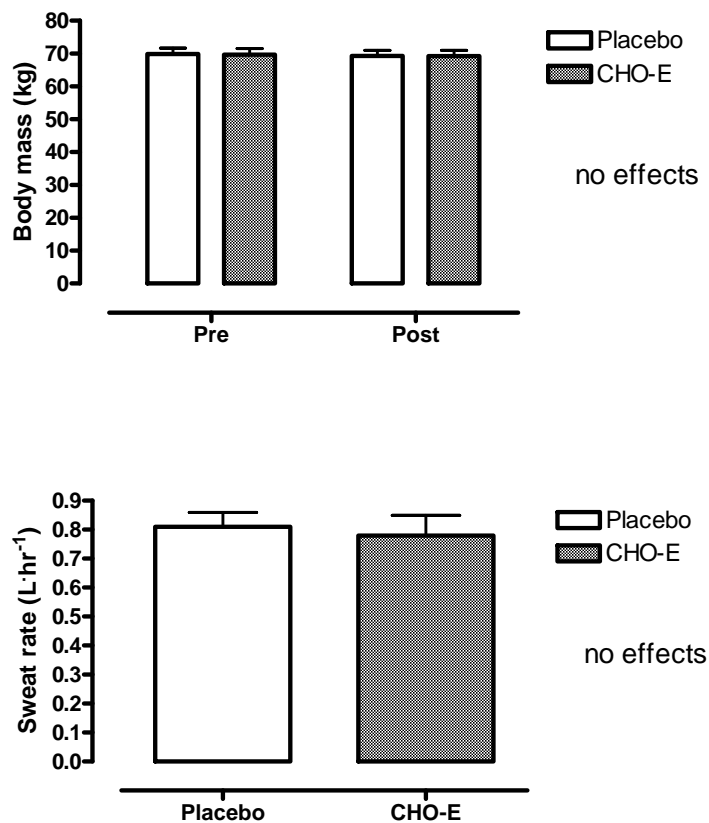 80
70
60
50
40
30
20
10
0
Body mass (kg)
Pre
Post
Placebo
CHO-E
no effects
0.9
0.8
0.7
0.6
0.5
0.4
0.3
0.2
0.1
0.0
Sweat rate (L·hr⁻¹)
Placebo
CHO-E
Placebo
CHO-E
no effects